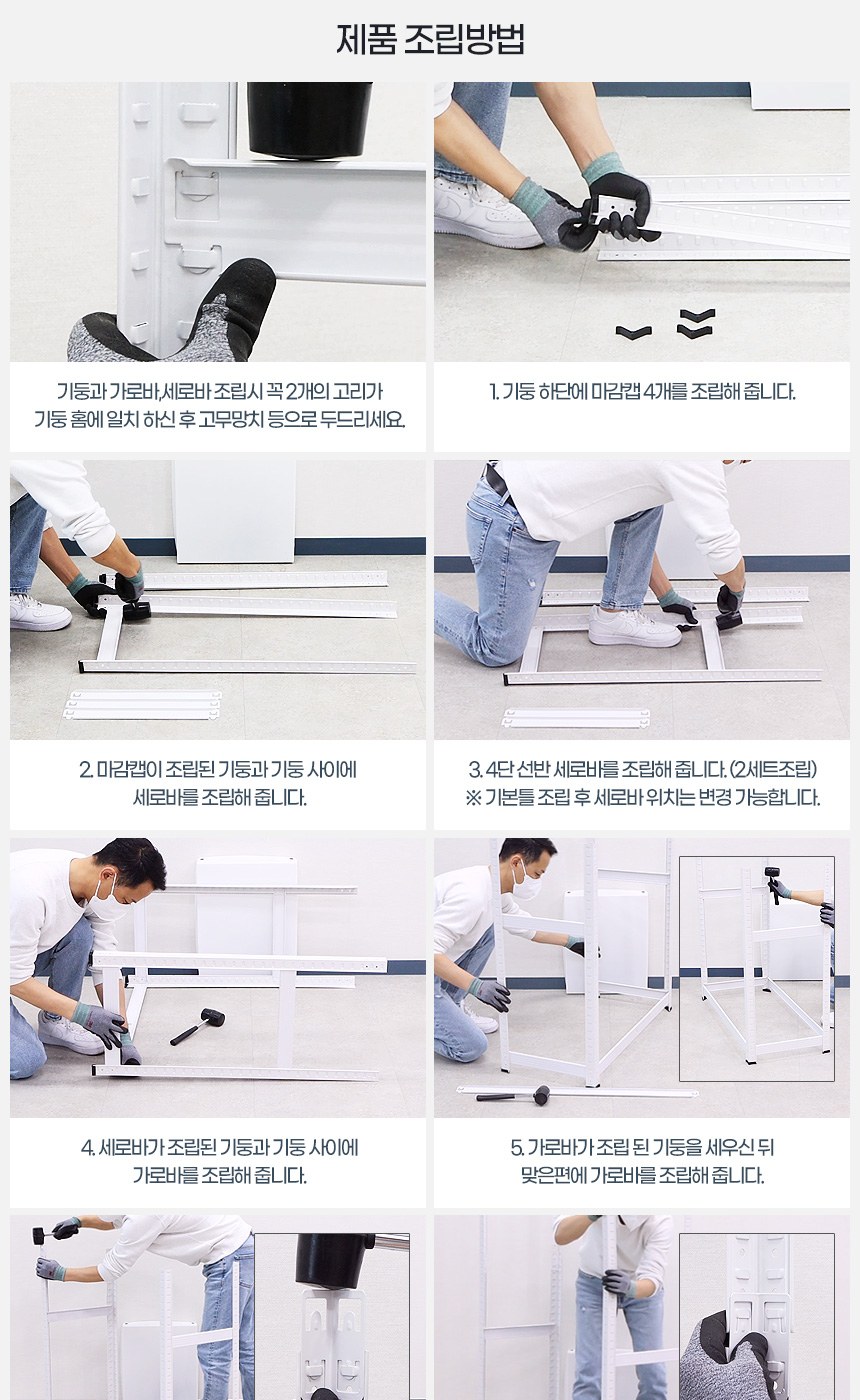 제품 조립방법
기둥과 가로바,세로바 조립시 꼭 2개의 고리가
기둥 홈에 일치 하신 후 고무망치 등으로 두드리세요.
1. 기둥 하단에 마감캡 4개를 조립해 줍니다.
2. 마감캡이 조립된 기둥과 기둥 사이에
세로바를 조립해 줍니다.
3. 4단 선반 세로바를 조립해 줍니다. (2세트조립)
※ 기본틀 조립 후 세로바 위치는 변경 가능합니다.
4. 세로바가 조립된 기둥과 기둥 사이에
가로바를 조립해 줍니다.
5. 가로바가 조립 된 기둥을 세우신 뒤
맞은편에 가로바를 조립해 줍니다.